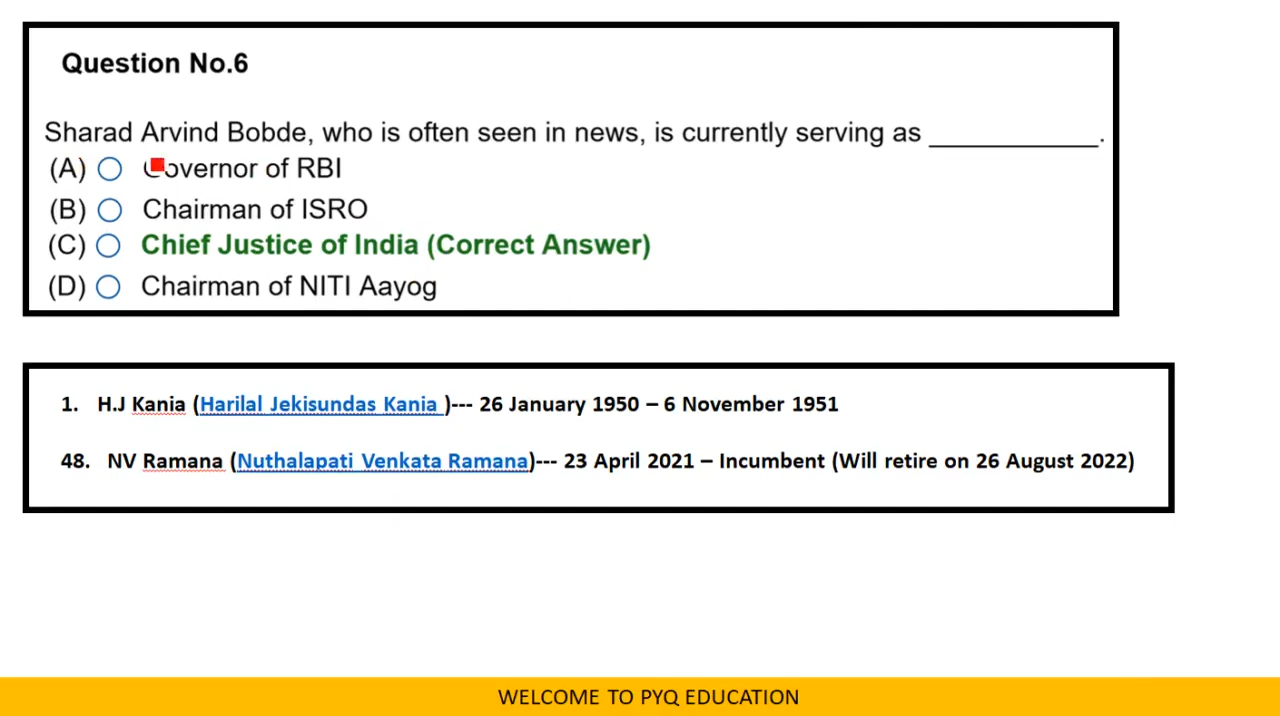 Question No.6
Sharad Arvind Bobde, who is often seen in news, is currently serving as ____________.
(A) Governor of RBI
(B) Chairman of ISRO
(C) Chief Justice of India (Correct Answer)
(D) Chairman of NITI Aayog
1. H.J Kania (Harilal Jekisundas Kania )--- 26 January 1950 – 6 November 1951
48. NV Ramana (Nuthalapati Venkata Ramana)--- 23 April 2021 – Incumbent (Will retire on 26 August 2022)
WELCOME TO PYQ EDUCATION